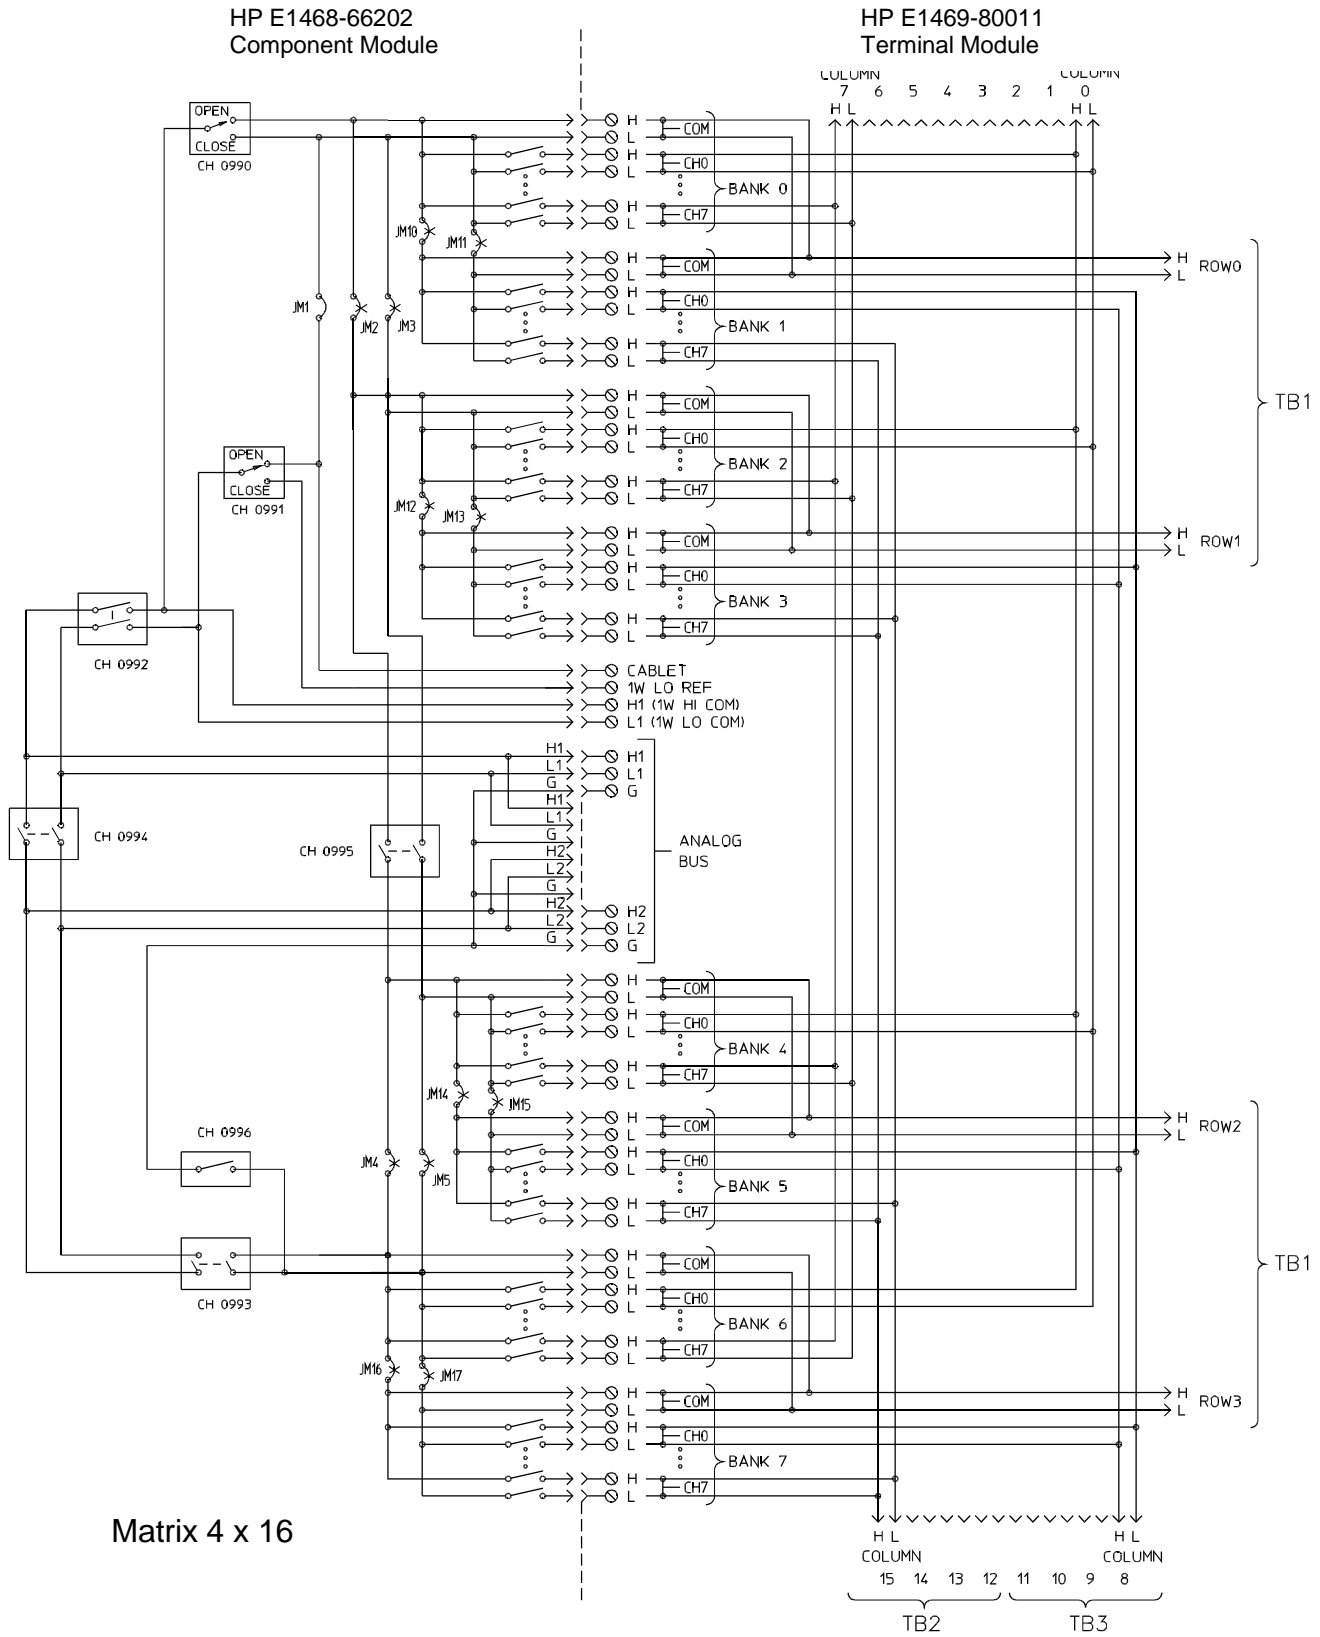 HP E1468-66202
Component Module
HP E1469-80011
Terminal Module
COLUMN
COLUMN
7 6 5 4 3 2 1 0
H L
H L
OPEN
CLOSE
CH 0990
H
L
H
L
H
L
COM
CH0
CH7
BANK 0
JM10
JM11
H
L
H
L
H
L
COM
CH0
CH7
BANK 1
H
L
ROW0
JM1
JM2
JM3
H
L
H
L
H
L
COM
CH0
CH7
BANK 2
TB1
OPEN
CLOSE
CH 0991
JM12
JM13
H
L
H
L
H
L
COM
CH0
CH7
BANK 3
H
L
ROW1
CH 0992
CABLET
1W LO REF
H1 (1W HI COM)
L1 (1W LO COM)
H1
L1
G
H1
L1
G
H2
L2
G
H2
L2
G
H1
L1
G
H2
L2
G
ANALOG
BUS
CH 0994
CH 0995
H
L
H
L
H
L
COM
CH0
CH7
BANK 4
JM14
JM15
H
L
H
L
H
L
COM
CH0
CH7
BANK 5
H
L
ROW2
CH 0996
JM4
JM5
CH 0993
H
L
H
L
H
L
COM
CH0
CH7
BANK 6
TB1
JM16
JM17
H
L
H
L
H
L
COM
CH0
CH7
BANK 7
H
L
ROW3
Matrix 4 x 16
H L
H L
COLUMN
COLUMN
15 14 13 12 11 10 9 8
TB2
TB3